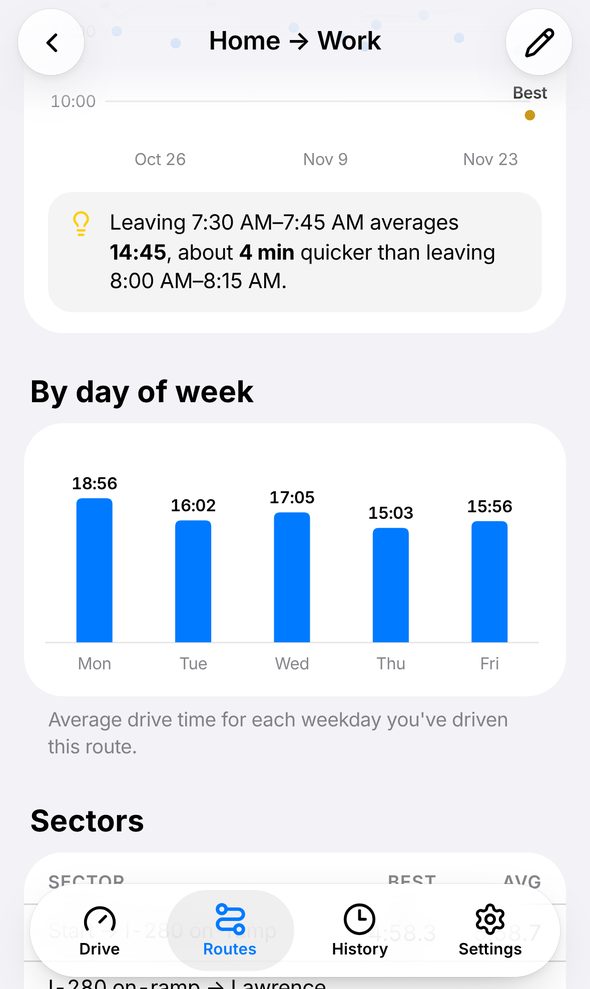 Home → Work
10:00
Best
Oct 26
Nov 9
Nov 23
Leaving 7:30 AM–7:45 AM averages
14:45, about 4 min quicker than leaving
8:00 AM–8:15 AM.
By day of week
18:56
16:02
17:05
15:03
15:56
Mon
Tue
Wed
Thu
Fri
Average drive time for each weekday you've driven
this route.
Sectors
SECTOR
BEST
AVG
Drive
Routes
History
Settings
I-280 on-ramp → Lawrence